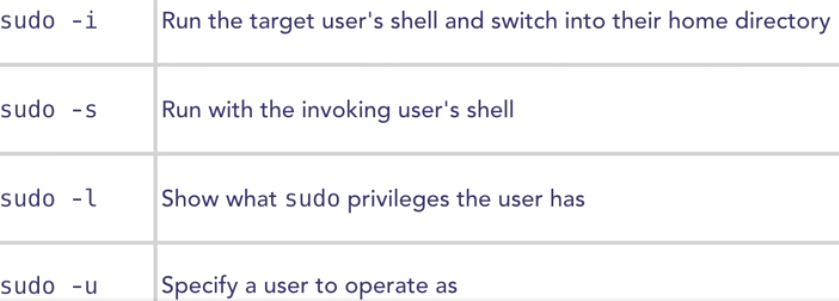 sudo -i Run the target user's shell and switch into their home directory
sudo -s Run with the invoking user's shell
sudo -l Show what sudo privileges the user has
sudo -u Specify a user to operate as